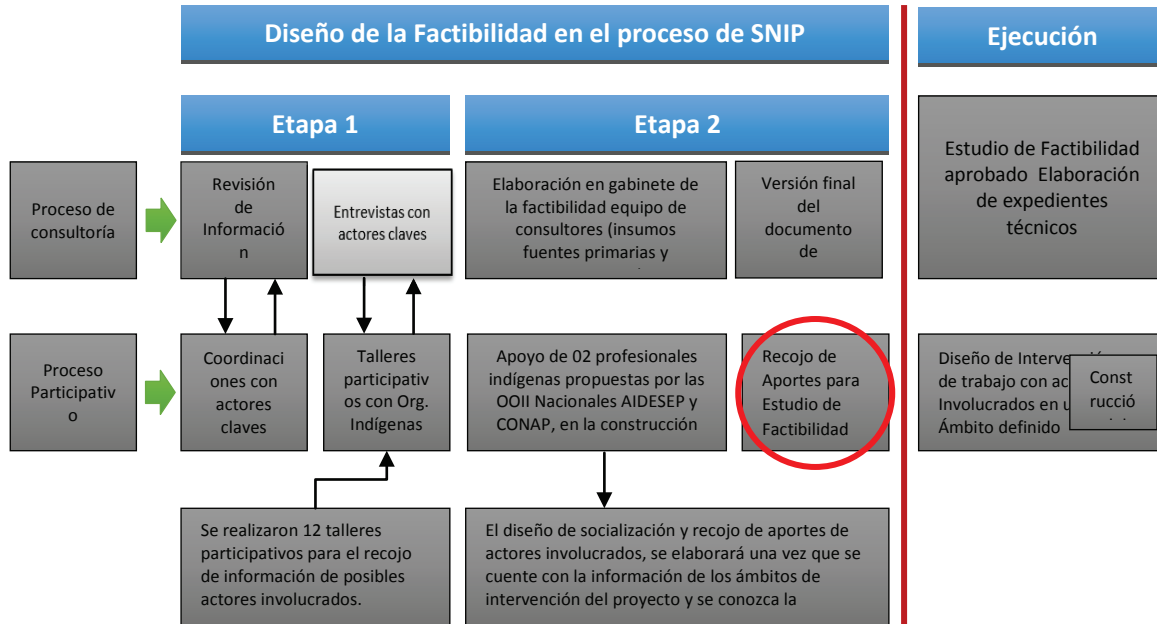 Diseño de la Factibilidad en el proceso de SNIP
Ejecución
Etapa 1
Etapa 2
Proceso de
consultoría
Revisión
de
Informació
n
Entrevistas con
actores claves
Elaboración en gabinete de
la factibilidad equipo de
consultores (insumos
fuentes primarias y
Versión final
del
documento
de
Estudio de Factibilidad
aprobado Elaboración
de expedientes
técnicos
Proceso
Participativ
o
Coordinaci
ones con
actores
claves
Talleres
participativ
os con Org.
Indígenas
Apoyo de 02 profesionales
indígenas propuestas por las
OOII Nacionales AIDESEP y
CONAP, en la construcción
Recojo de
Aportes para
Estudio de
Factibilidad
Diseño de
de trabajo con
Involucrados en
Ámbito definido
Const
rucció
Se realizaron 12 talleres
participativos para el recojo
de información de posibles
actores involucrados.
El diseño de socialización y recojo de aportes de
actores involucrados, se elaborará una vez que se
cuente con la información de los ámbitos de
intervención del proyecto y se conozca la